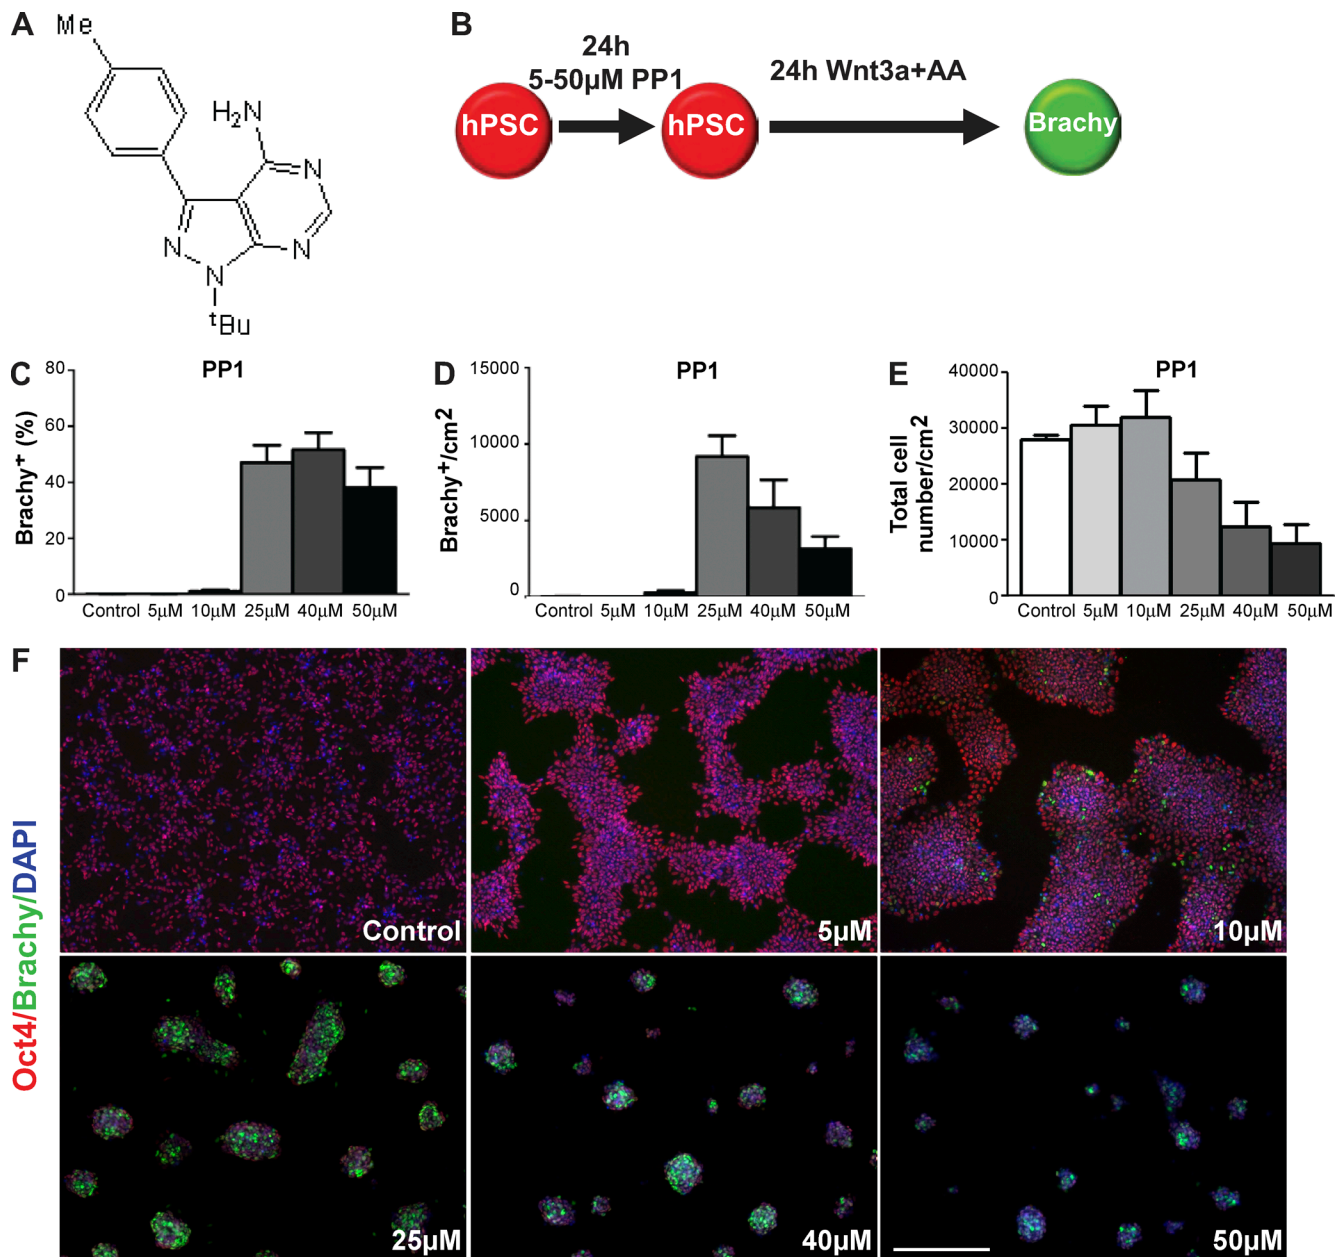 A
Me
H₂N
N
N
N
N
ᵗBu
B
24h
5-50µM PP1
24h Wnt3a+AA
hPSC
hPSC
Brachy
C
PP1
Brachy⁺ (%)
80
60
40
20
0
Control 5µM 10µM 25µM 40µM 50µM
D
PP1
Brachy⁺/cm²
15000
10000
5000
0
Control 5µM 10µM 25µM 40µM 50µM
E
PP1
Total cell
number/cm²
40000
30000
20000
10000
0
Control 5µM 10µM 25µM 40µM 50µM
F
Oct4/Brachy/DAPI
Control
5µM
10µM
25µM
40µM
50µM